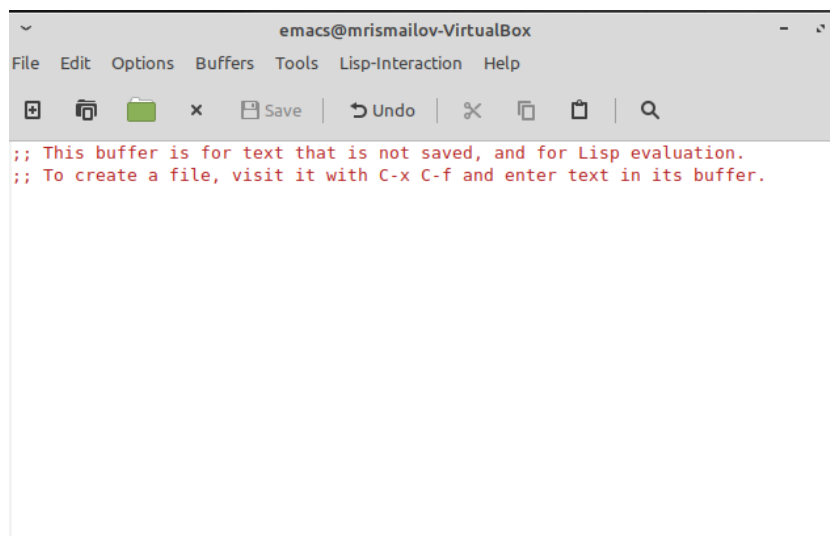 emacs@mrismailov-VirtualBox
File Edit Options Buffers Tools Lisp-Interaction Help
Save Undo
;; This buffer is for text that is not saved, and for Lisp evaluation.
;; To create a file, visit it with C-x C-f and enter text in its buffer.